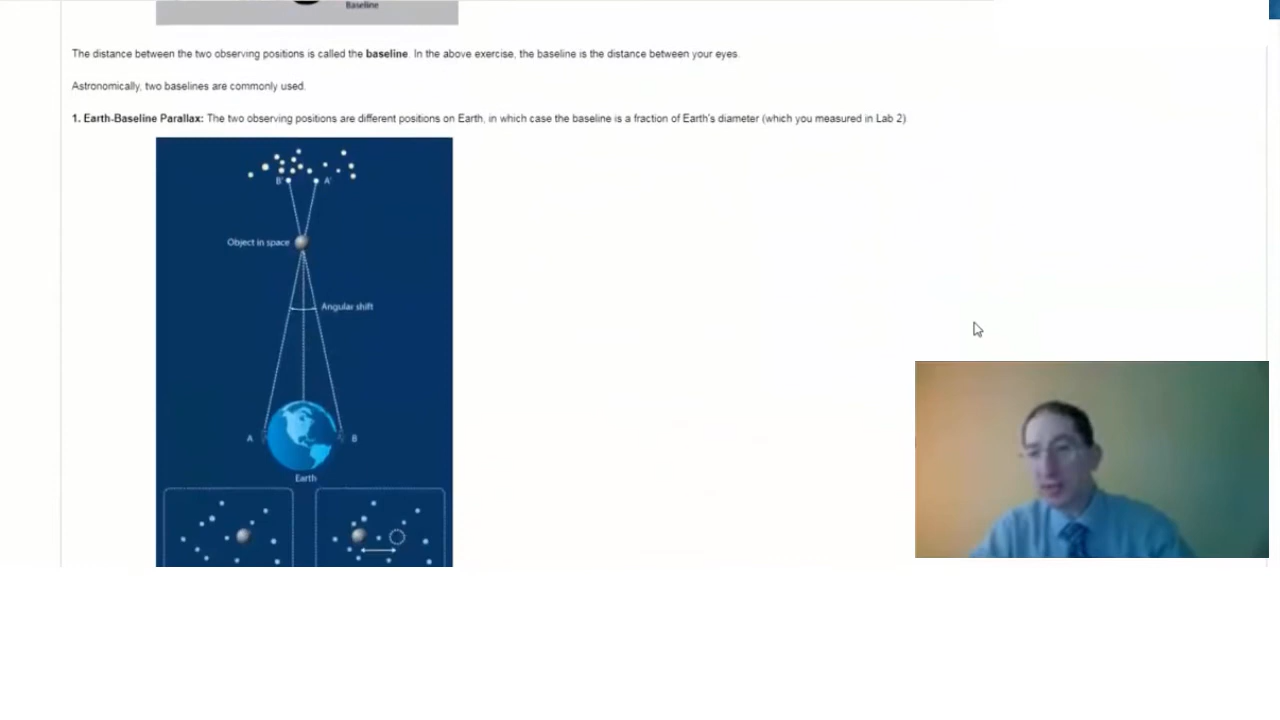 Baseline
The distance between the two observing positions is called the baseline. In the above exercise, the baseline is the distance between your eyes.
Astronomically, two baselines are commonly used.
1. Earth-Baseline Parallax: The two observing positions are different positions on Earth, in which case the baseline is a fraction of Earth's diameter (which you measured in Lab 2)
B' A'
Object in space
Angular shift
A B
Earth